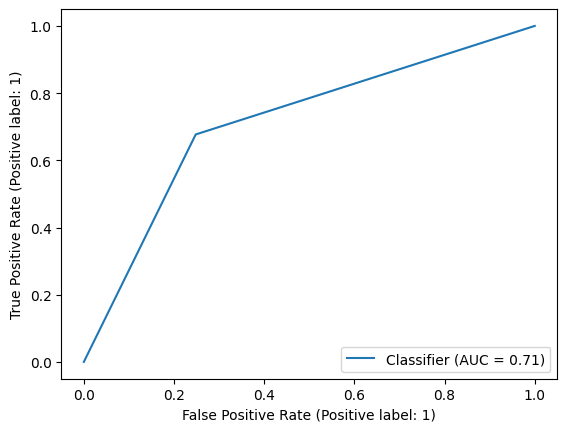 1.0
0.8
0.6
0.4
0.2
0.0
True Positive Rate (Positive label: 1)
Classifier (AUC = 0.71)
0.0 0.2 0.4 0.6 0.8 1.0
False Positive Rate (Positive label: 1)